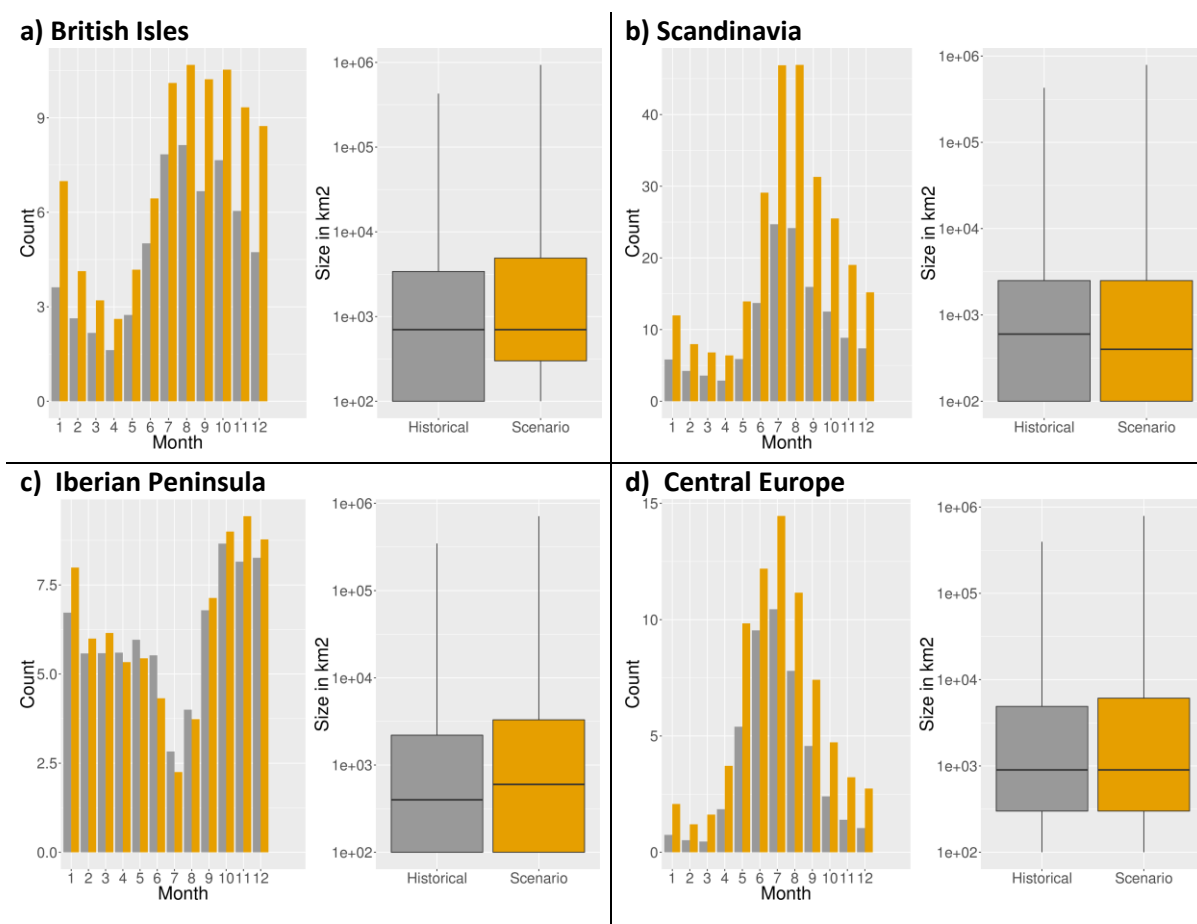 a) British Isles
Count
9
6
3
0
1 2 3 4 5 6 7 8 9 10 11 12
Month
Size in km2
1e+06
1e+05
1e+04
1e+03
1e+02
Historical Scenario
b) Scandinavia
Count
40
30
20
10
0
1 2 3 4 5 6 7 8 9 10 11 12
Month
Size in km2
1e+06
1e+05
1e+04
1e+03
1e+02
Historical Scenario
c) Iberian Peninsula
Count
7.5
5.0
2.5
0.0
1 2 3 4 5 6 7 8 9 10 11 12
Month
Size in km2
1e+06
1e+05
1e+04
1e+03
1e+02
Historical Scenario
d) Central Europe
Count
15
10
5
0
1 2 3 4 5 6 7 8 9 10 11 12
Month
Size in km2
1e+06
1e+05
1e+04
1e+03
1e+02
Historical Scenario